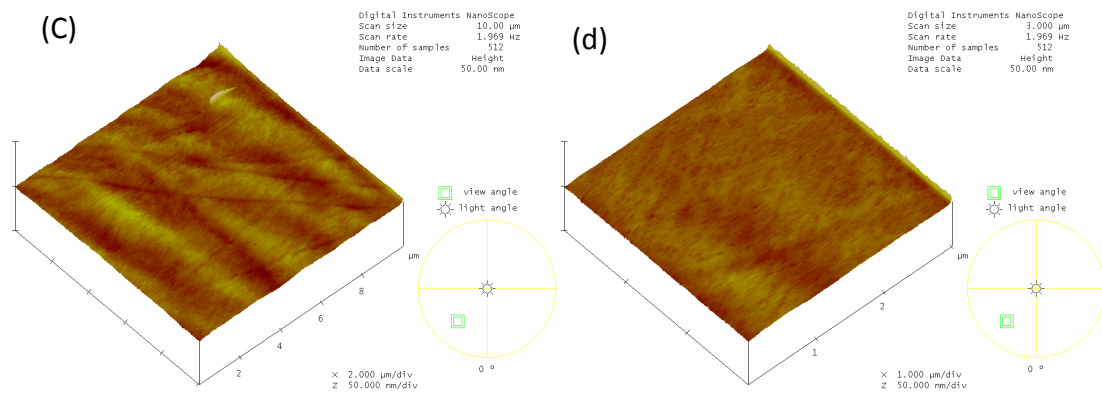 (C)
Digital Instruments NanoScope
Scan size 10.00 µm
Scan rate 1.969 Hz
Number of samples 512
Image Data Height
Data scale 50.00 nm
view angle
light angle
µm
8
6
4
2
X 2.000 µm/div
Z 50.000 nm/div
0 º
(d)
Digital Instruments NanoScope
Scan size 3.000 µm
Scan rate 1.969 Hz
Number of samples 512
Image Data Height
Data scale 50.00 nm
view angle
light angle
µm
2
1
X 1.000 µm/div
Z 50.000 nm/div
0 º